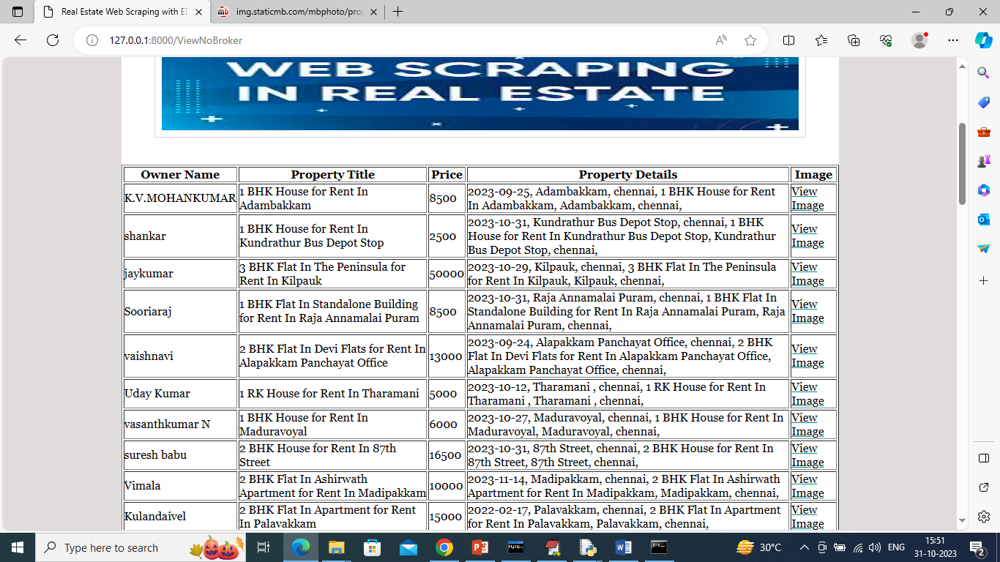 Real Estate Web Scraping with ED
img.staticmb.com/mbphoto/prop
127.0.0.1:8000/ViewNoBroker
WEB SCRAPING
IN REAL ESTATE
Owner Name Property Title Price Property Details Image
K.V.MOHANKUMAR 1 BHK House for Rent In Adambakkam 8500 2023-09-25, Adambakkam, chennai, 1 BHK House for Rent In Adambakkam, Adambakkam, chennai, View Image
shankar 1 BHK House for Rent In Kundrathur Bus Depot Stop 2500 2023-10-31, Kundrathur Bus Depot Stop, chennai, 1 BHK House for Rent In Kundrathur Bus Depot Stop, Kundrathur Bus Depot Stop, chennai, View Image
jaykumar 3 BHK Flat In The Peninsula for Rent In Kilpauk 50000 2023-10-29, Kilpauk, chennai, 3 BHK Flat In The Peninsula for Rent In Kilpauk, Kilpauk, chennai, View Image
Sooriaraj 1 BHK Flat In Standalone Building for Rent In Raja Annamalai Puram 8500 2023-10-31, Raja Annamalai Puram, chennai, 1 BHK Flat In Standalone Building for Rent In Raja Annamalai Puram, Raja Annamalai Puram, chennai, View Image
vaishnavi 2 BHK Flat In Devi Flats for Rent In Alapakkam Panchayat Office 13000 2023-09-24, Alapakkam Panchayat Office, chennai, 2 BHK Flat In Devi Flats for Rent In Alapakkam Panchayat Office, Alapakkam Panchayat Office, chennai, View Image
Uday Kumar 1 RK House for Rent In Tharamani 5000 2023-10-12, Tharamani , chennai, 1 RK House for Rent In Tharamani , Tharamani , chennai, View Image
vasanthkumar N 1 BHK House for Rent In Maduravoyal 6000 2023-10-27, Maduravoyal, chennai, 1 BHK House for Rent In Maduravoyal, Maduravoyal, chennai, View Image
suresh babu 2 BHK House for Rent In 87th Street 16500 2023-10-31, 87th Street, chennai, 2 BHK House for Rent In 87th Street, 87th Street, chennai, View Image
Vimala 2 BHK Flat In Ashirwath Apartment for Rent In Madipakkam 10000 2023-11-14, Madipakkam, chennai, 2 BHK Flat In Ashirwath Apartment for Rent In Madipakkam, Madipakkam, chennai, View Image
Kulandaivel 2 BHK Flat In Apartment for Rent In Palavakkam 15000 2022-02-17, Palavakkam, chennai, 2 BHK Flat In Apartment for Rent In Palavakkam, Palavakkam, chennai, View Image
Type here to search
30°C
ENG
15:51
31-10-2023
2